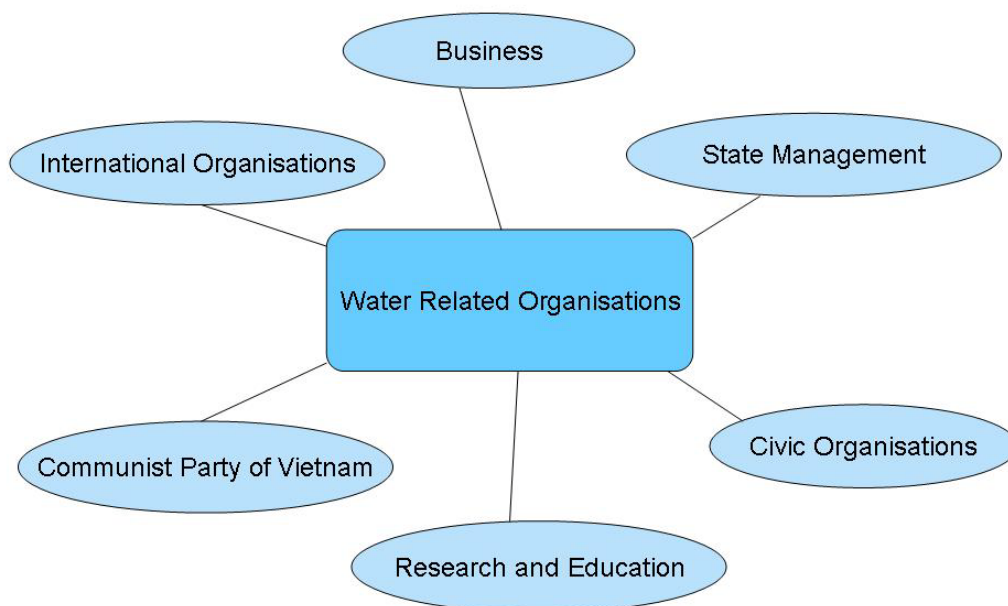 Business
International Organisations
State Management
Water Related Organisations
Communist Party of Vietnam
Civic Organisations
Research and Education